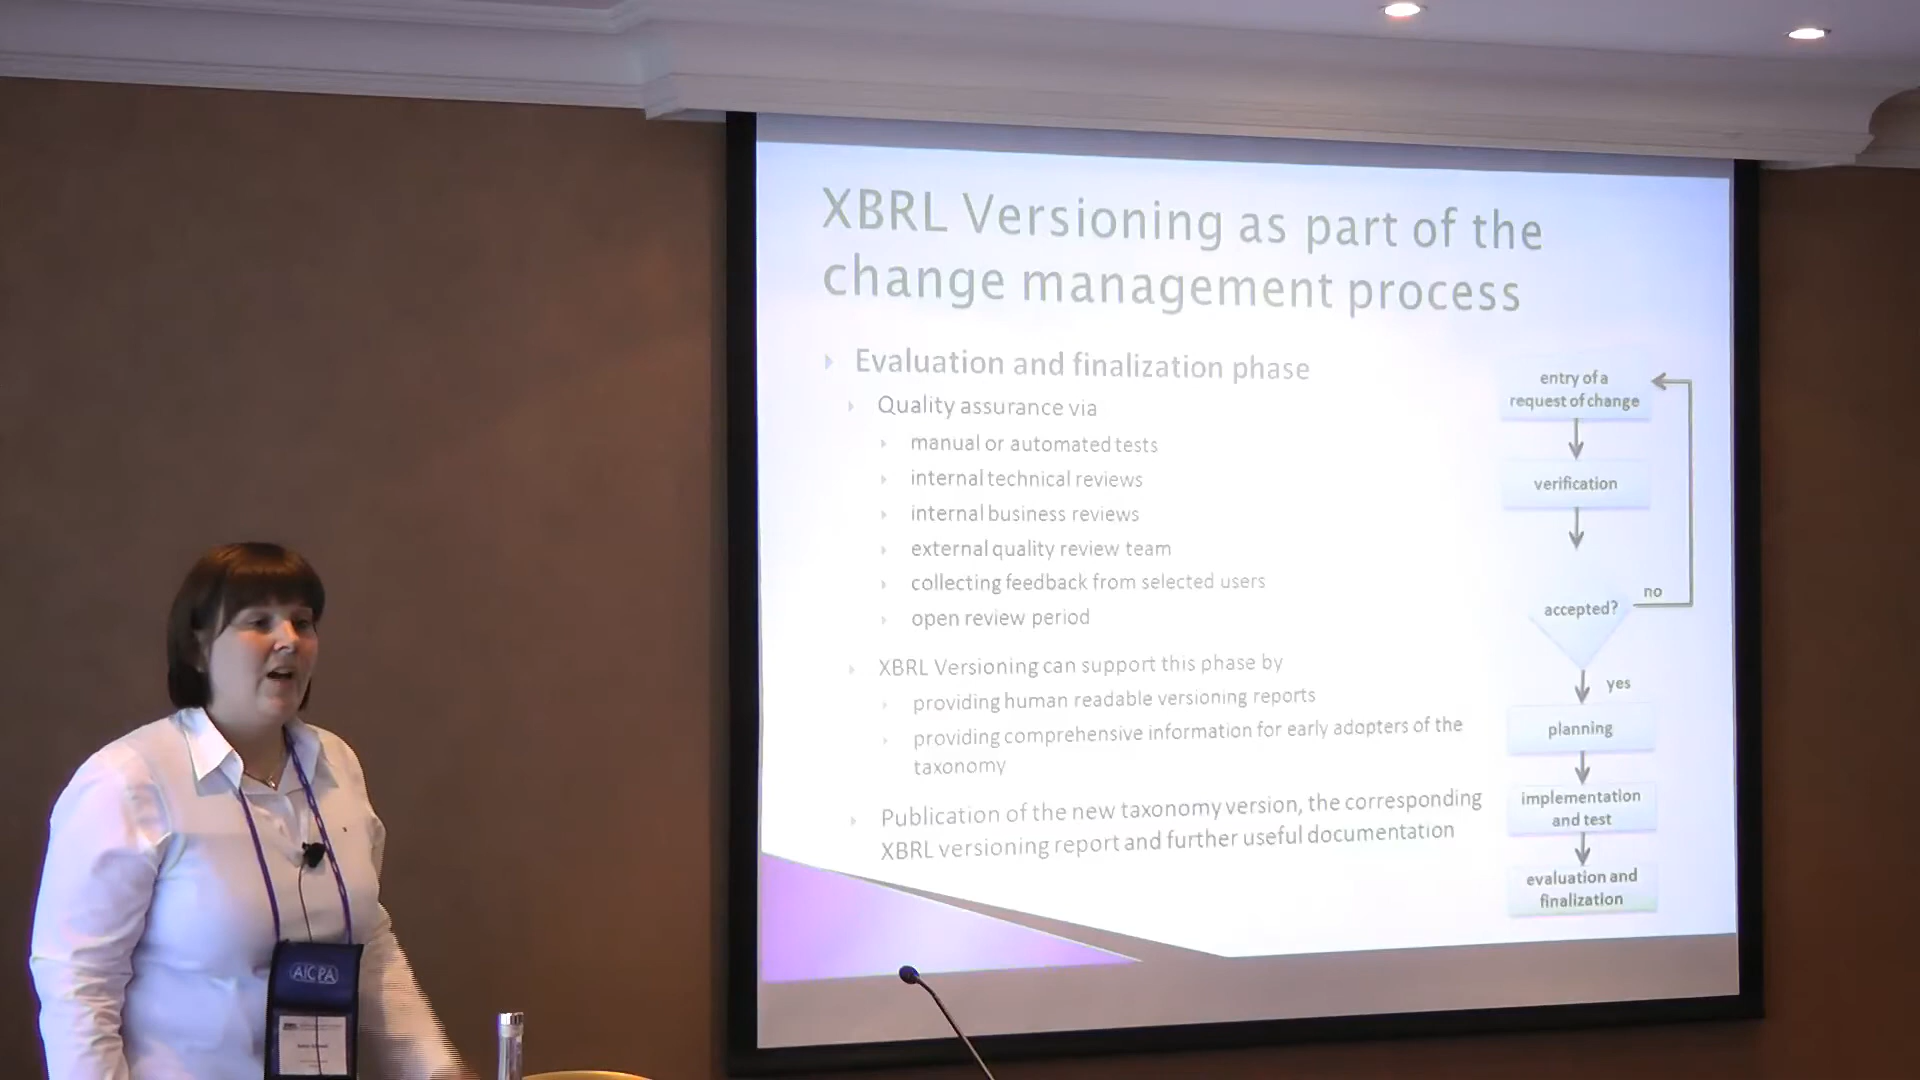 XBRL Versioning as part of the
change management process
Evaluation and finalization phase
Quality assurance via
manual or automated tests
internal technical reviews
internal business reviews
external quality review team
collecting feedback from selected users
open review period
XBRL Versioning can support this phase by
providing human readable versioning reports
providing comprehensive information for early adopters of the
taxonomy
Publication of the new taxonomy version, the corresponding
XBRL versioning report and further useful documentation
entry of a
request of change
verification
accepted?
no
yes
planning
implementation
and test
evaluation and
finalization
AICPA